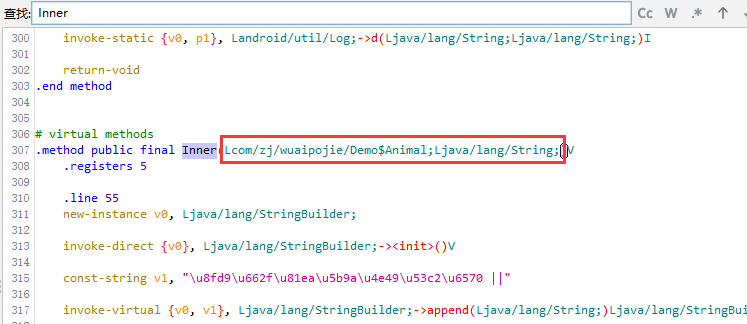 查找: Inner Cc W .*
300 invoke-static {v0, p1}, Landroid/util/Log;->d(Ljava/lang/String;Ljava/lang/String;)I
301
302 return-void
303 .end method
304
305
306 # virtual methods
307 .method public final Inner(Lcom/zj/wuaipojie/Demo$Animal;Ljava/lang/String;)V
308 .registers 5
309
310 .line 55
311 new-instance v0, Ljava/lang/StringBuilder;
312
313 invoke-direct {v0}, Ljava/lang/StringBuilder;-><init>()V
314
315 const-string v1, "\u8fd9\u662f\u81ea\u5b9a\u4e49\u53c2\u6570 ||"
316
317 invoke-virtual {v0, v1}, Ljava/lang/StringBuilder;->append(Ljava/lang/String;)Ljava/lang/StringBu